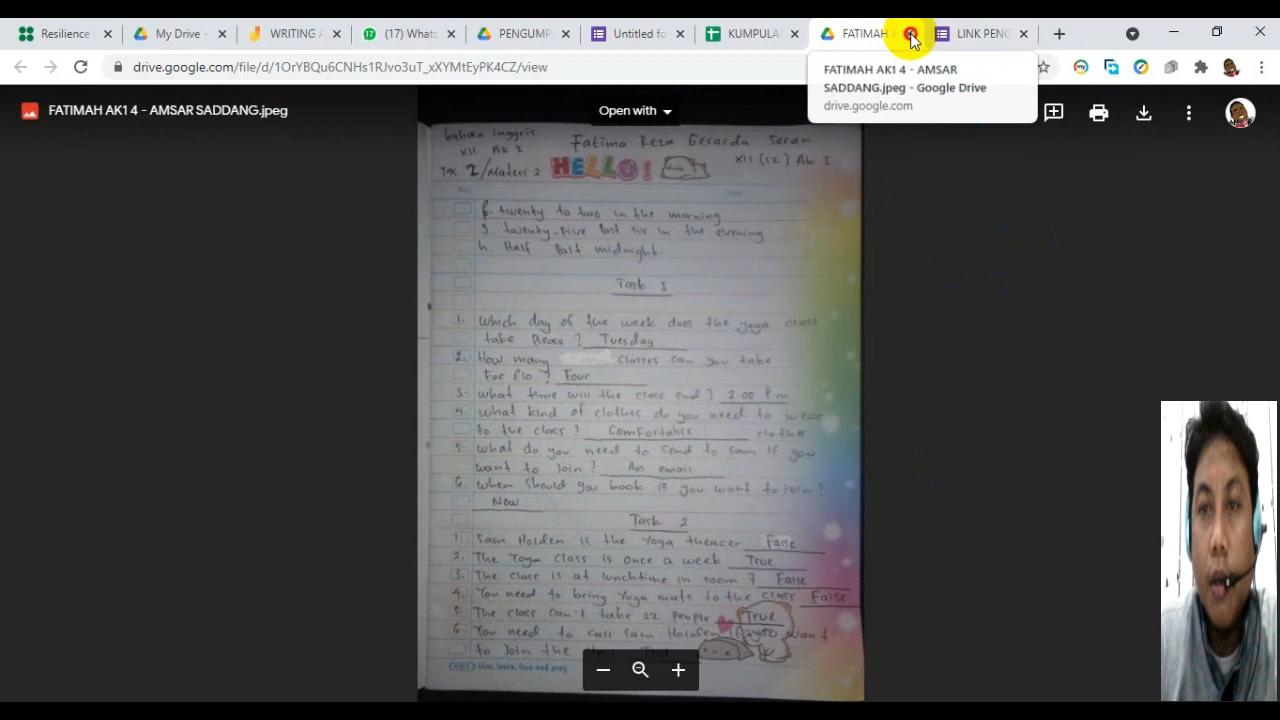 Resilience
My Drive -
WRITING A
(17) Whats
PENGUMP
Untitled fo
KUMPULA
FATIMAH A
LINK PENG
drive.google.com/file/d/1OrYBQu6CNHs1RJvo3uT_xXYMtEyPK4CZ/view
FATIMAH AK1 4 - AMSAR
SADDANG.jpeg - Google Drive
drive.google.com
FATIMAH AK1 4 - AMSAR SADDANG.jpeg
Open with
bahasa Inggris.
XII AK I
Fatima Reza Gerarda Seran
XII (12) AK I
2/Materi 2
HELLO!
No:
Date:
f. twenty to two in the morning
g. twenty-five Past six in the evening
h. Half Past midnight.
Task 1
1. Which day of the week does the yoga class
take Please ? Tuesday
2. How many classes can you take
For £10 ? Four
3. What time will the class end ? 2.00 Pm
4. What kind of clothes do you need to wear
to the class ? Comfortable clothes
5. What do you need to send to sam if you
want to join ? An email
6. When should you book if you want to join ?
Now
Task 2
1. Sam Holden is the Yoga theacer False
2. The Yoga class is once a week True
3. The class is at lunchtime in room 7 False
4. You need to bring Yoga mats to the class False
5. The class can't take 22 people True
6. You need to call Sam Holden if you want
to join the
live, learn, love and pray